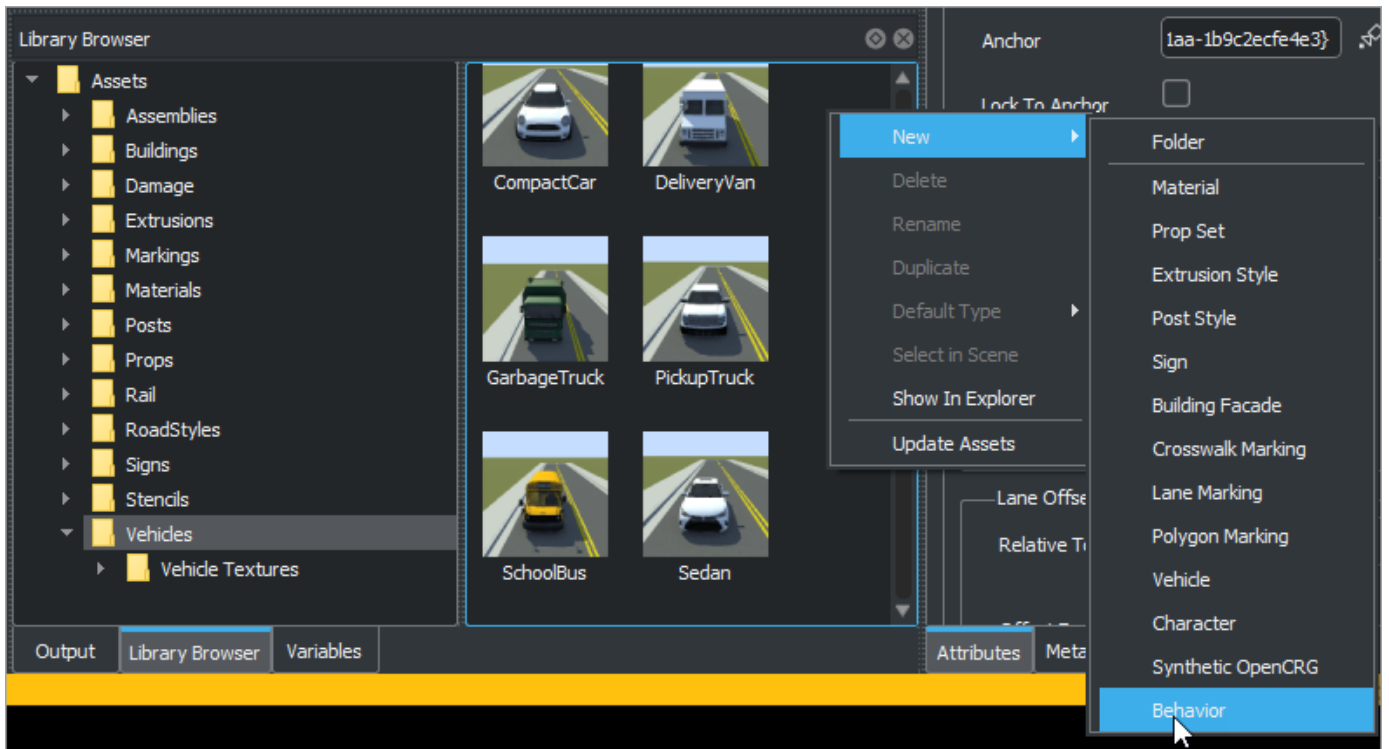 Library Browser
Assets
Assemblies
Buildings
Damage
Extrusions
Markings
Materials
Posts
Props
Rail
RoadStyles
Signs
Stencils
Vehicles
Vehicle Textures
CompactCar
DeliveryVan
GarbageTruck
PickupTruck
SchoolBus
Sedan
Output
Library Browser
Variables
Anchor
1aa-1b9c2ecfe4e3}
Lock To Anchor
New
Delete
Rename
Duplicate
Default Type
Select in Scene
Show In Explorer
Update Assets
Folder
Material
Prop Set
Extrusion Style
Post Style
Sign
Building Facade
Crosswalk Marking
Lane Marking
Polygon Marking
Vehicle
Character
Synthetic OpenCRG
Behavior
Lane Offse
Relative T
Attributes
Meta